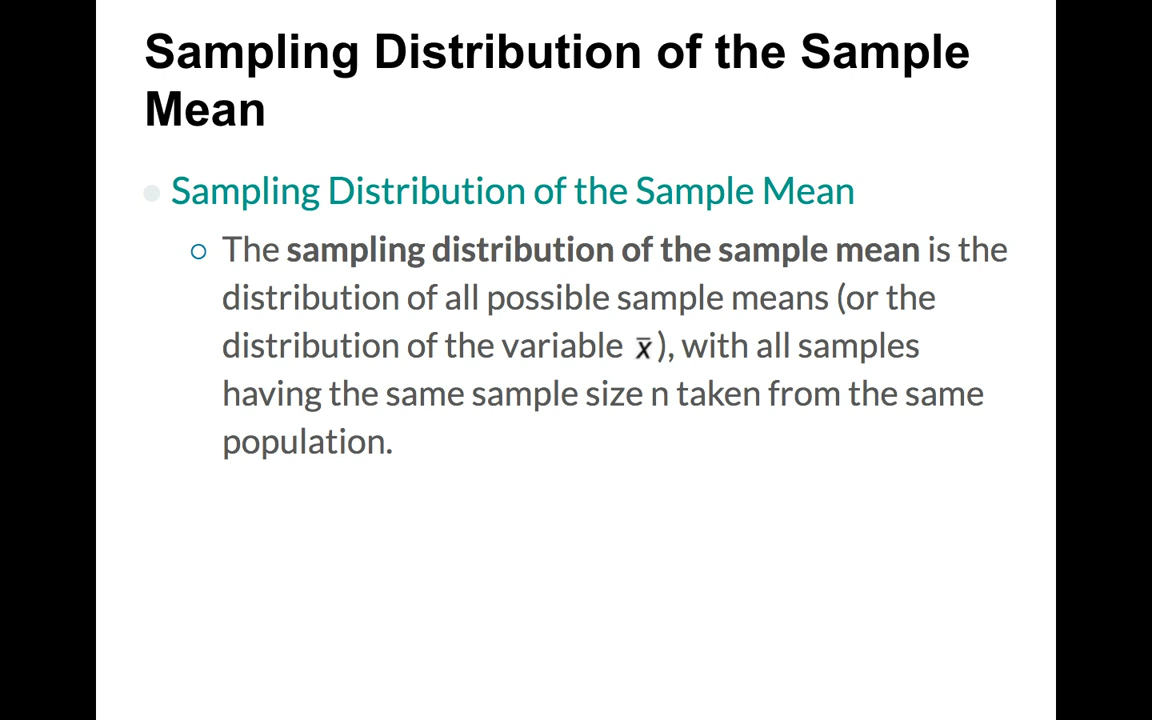 Sampling Distribution of the Sample
Mean
Sampling Distribution of the Sample Mean
The sampling distribution of the sample mean is the
distribution of all possible sample means (or the
distribution of the variable x̄), with all samples
having the same sample size n taken from the same
population.